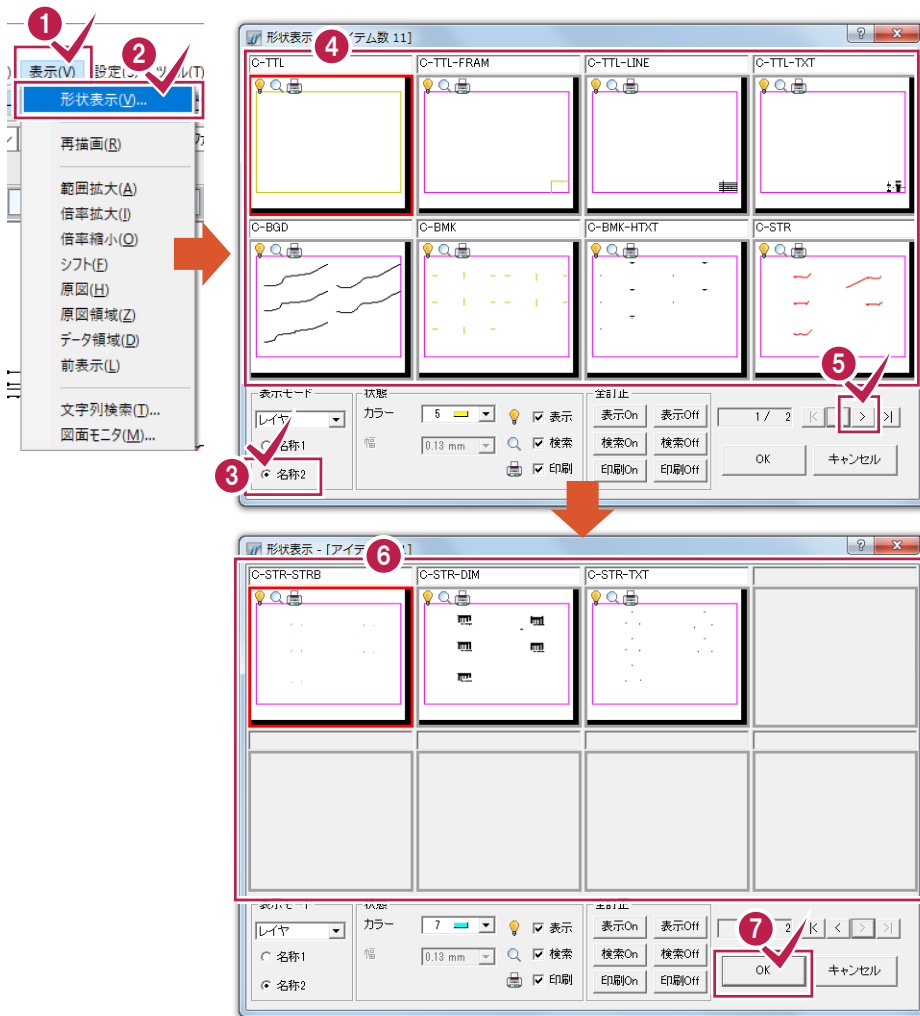 1
2
表示(V) 設定(S) ツール(T)
形状表示(V)...
再描画(R)
範囲拡大(A)
倍率拡大(I)
倍率縮小(O)
シフト(F)
原図(H)
原図領域(Z)
データ領域(D)
前表示(L)
文字列検索(T)...
図面モニタ(M)...
形状表示 テム数 11]
4
C-TTL C-TTL-FRAM C-TTL-LINE C-TTL-TXT
C-BGD C-BMK C-BMK-HTXT C-STR
5
表示モード 状態 全訂正
レイヤ カラー 5 表示 表示On 表示Off 1/ 2 |< > >|
名称1 幅 0.13 mm 検索 検索On 検索Off
3 名称2 印刷 印刷On 印刷Off OK キャンセル
形状表示 - [アイテ
6
C-STR-STRB C-STR-DIM C-STR-TXT
表示モード 状態 全訂正
レイヤ カラー 7 表示 表示On 表示Off 2 |< < > >|
7
名称1 幅 0.13 mm 検索 検索On 検索Off
名称2 印刷 印刷On 印刷Off OK キャンセル